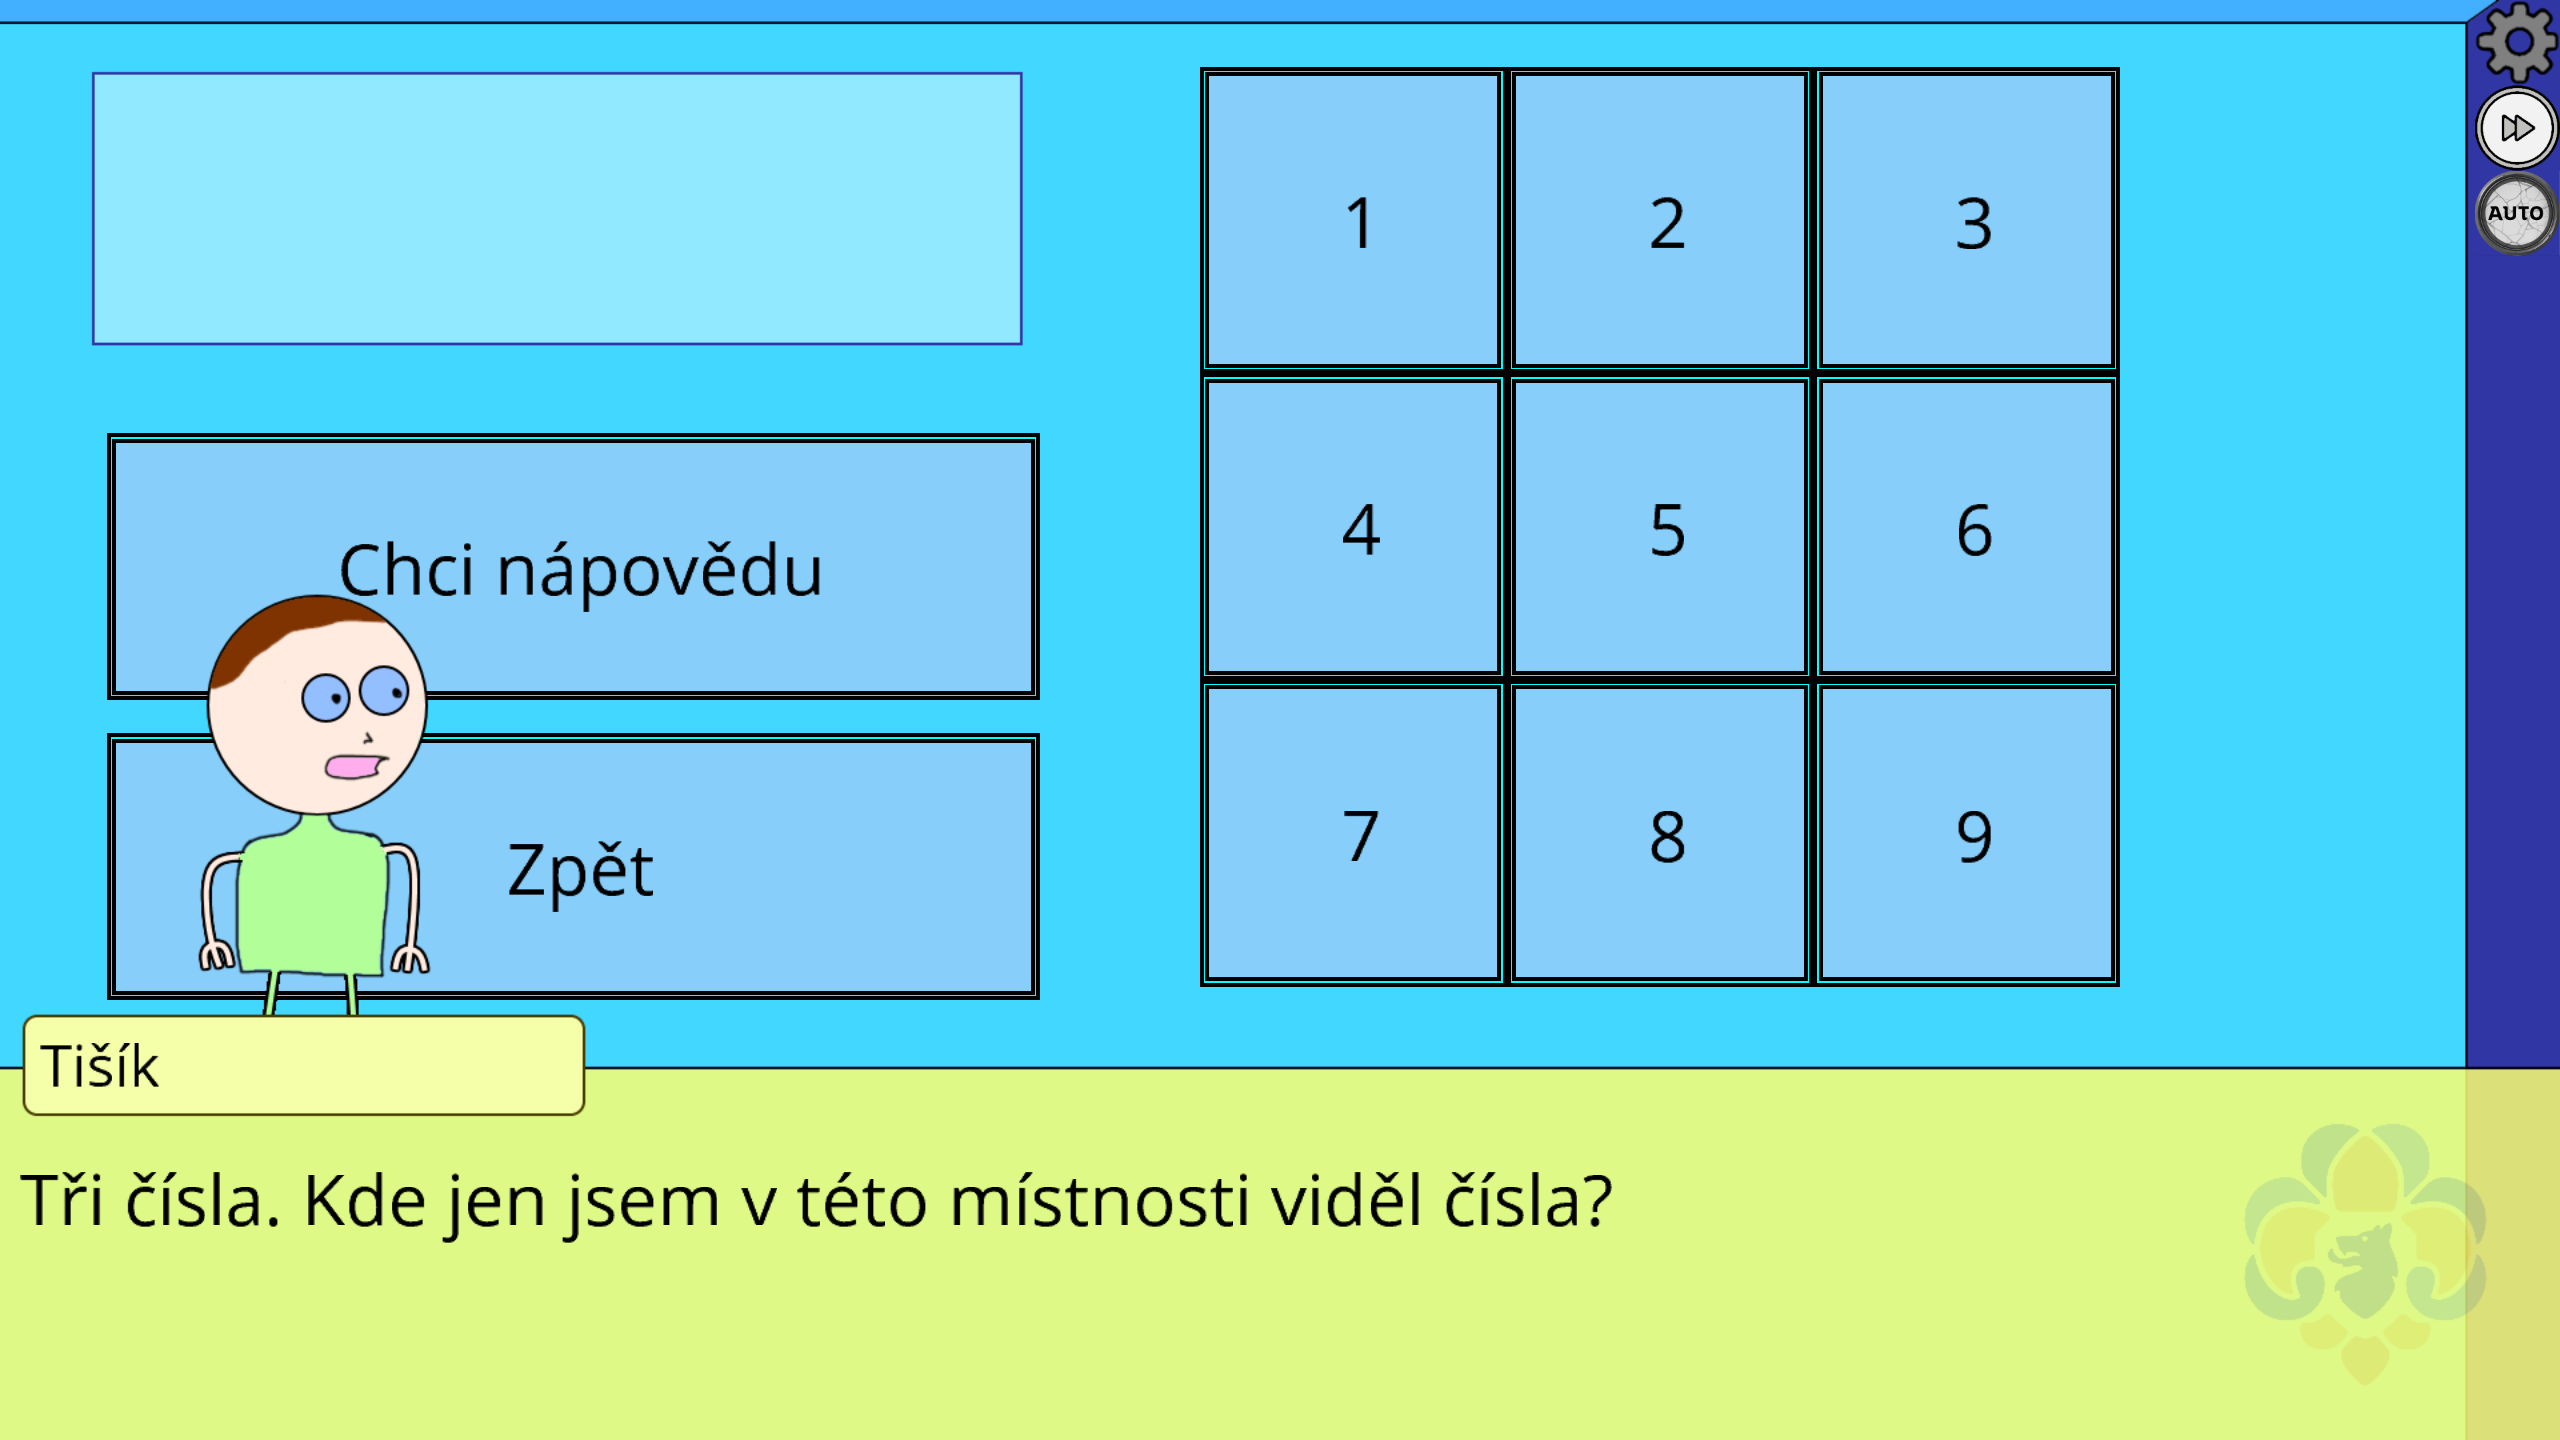 AUTO
1 2 3
Chci nápovědu
4 5 6
Zpět
7 8 9
Tišík
Tři čísla. Kde jen jsem v této místnosti viděl čísla?